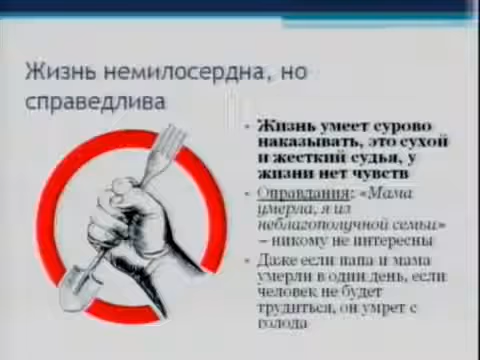 Жизнь немилосердна, но
справедлива
• Жизнь умеет сурово
наказывать, это сухой
и жесткий судья, у
жизни нет чувств
• Оправдания: «Мама
умерла, я из
неблагополучной семьи»
– никому не интересны
• Даже если папа и мама
умерли в один день, если
человек не будет
трудиться, он умрет с
голода